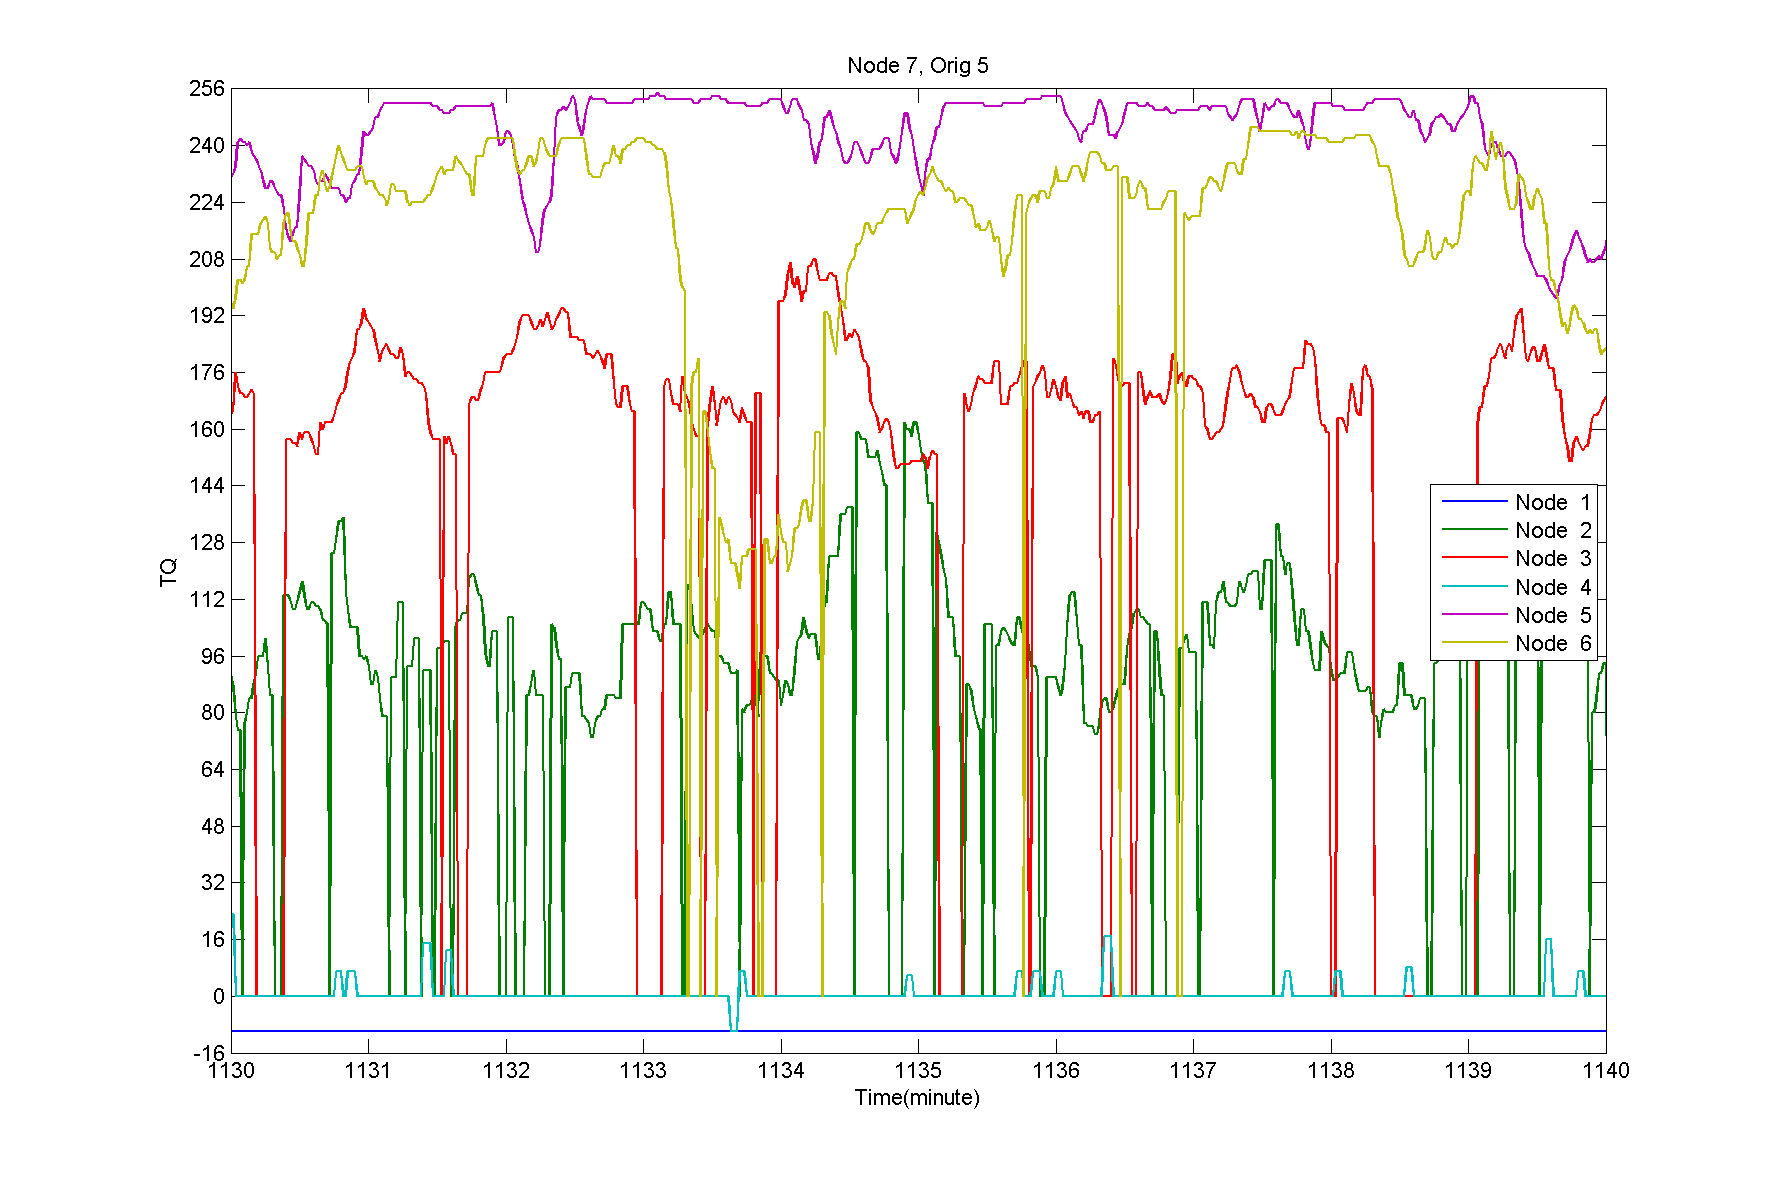 Node 7, Orig 5
256
240
224
208
192
176
160
144
128
112
96
80
64
48
32
16
0
-16
TQ
Node 1
Node 2
Node 3
Node 4
Node 5
Node 6
1130 1131 1132 1133 1134 1135 1136 1137 1138 1139 1140
Time(minute)